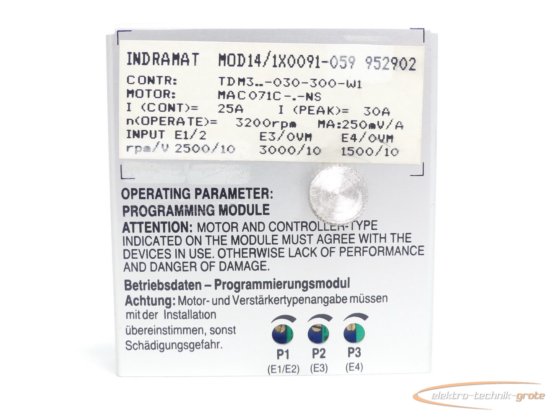 INDRAMAT MOD14/1X0091-059 952902
CONTR: TDM3..-030-300-W1
MOTOR: MAC071C-.-NS
I (CONT)= 25A I (PEAK)= 30A
n(OPERATE)= 3200rpm MA:250mV/A
INPUT E1/2 E3/0VM E4/0VM
rpm/V 2500/10 3000/10 1500/10
OPERATING PARAMETER:
PROGRAMMING MODULE
ATTENTION: MOTOR AND CONTROLLER-TYPE
INDICATED ON THE MODULE MUST AGREE WITH THE
DEVICES IN USE. OTHERWISE LACK OF PERFORMANCE
AND DANGER OF DAMAGE.
Betriebsdaten – Programmierungsmodul
Achtung: Motor- und Verstärkertypenangabe müssen
mit der Installation
übereinstimmen, sonst
Schädigungsgefahr.
P1 P2 P3
(E1/E2) (E3) (E4)
elektro-technik-grote